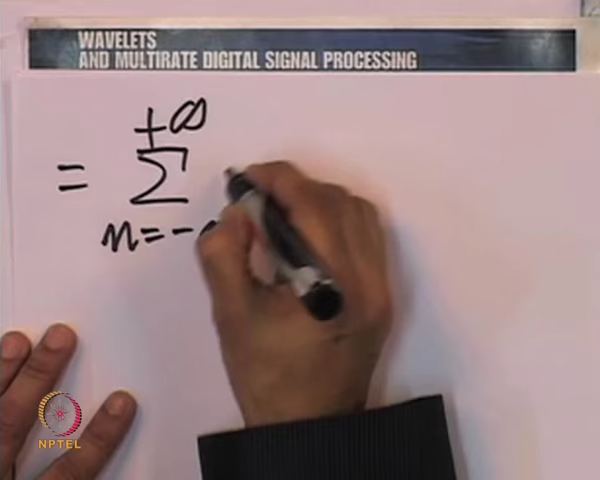 WAVELETS
AND MULTIRATE DIGITAL SIGNAL PROCESSING
+∞
= Σ
n=-
NPTEL